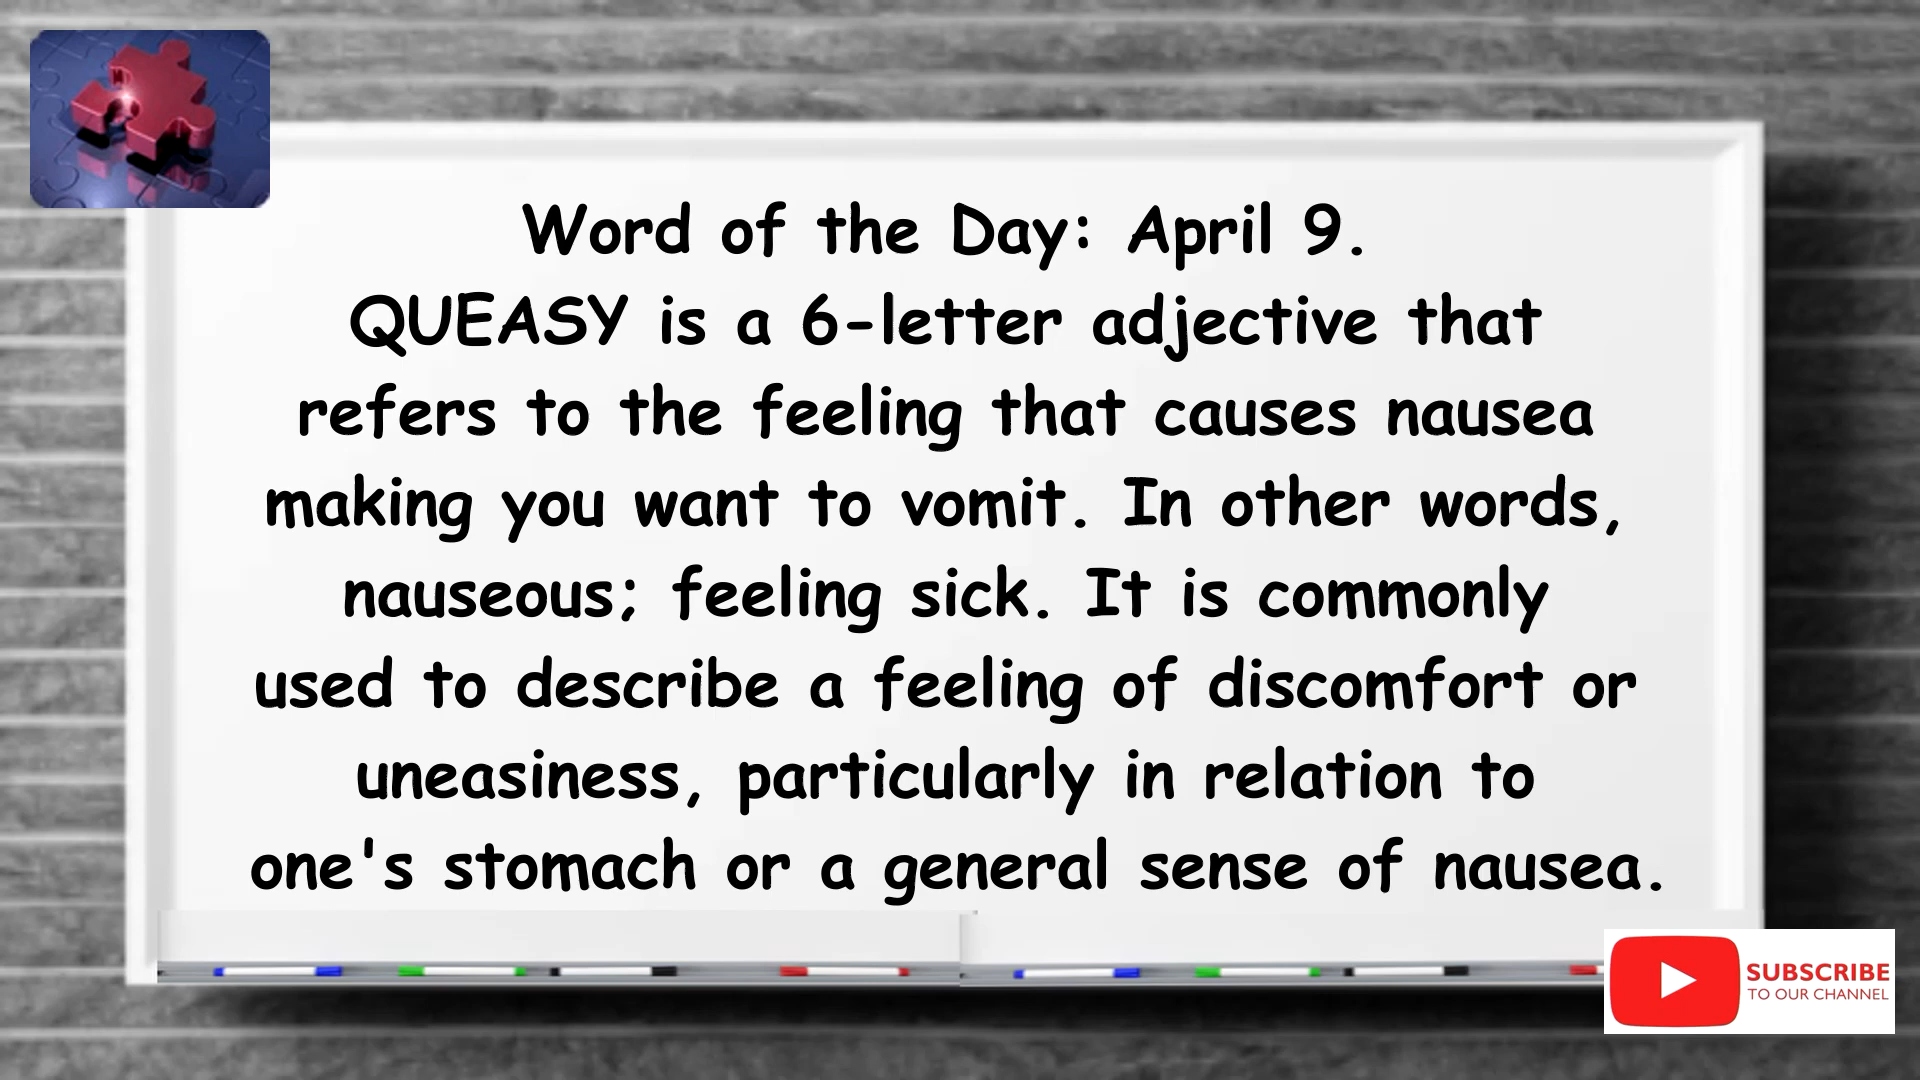 Word of the Day: April 9.
QUEASY is a 6-letter adjective that
refers to the feeling that causes nausea
making you want to vomit. In other words,
nauseous; feeling sick. It is commonly
used to describe a feeling of discomfort or
uneasiness, particularly in relation to
one's stomach or a general sense of nausea.
SUBSCRIBE
TO OUR CHANNEL